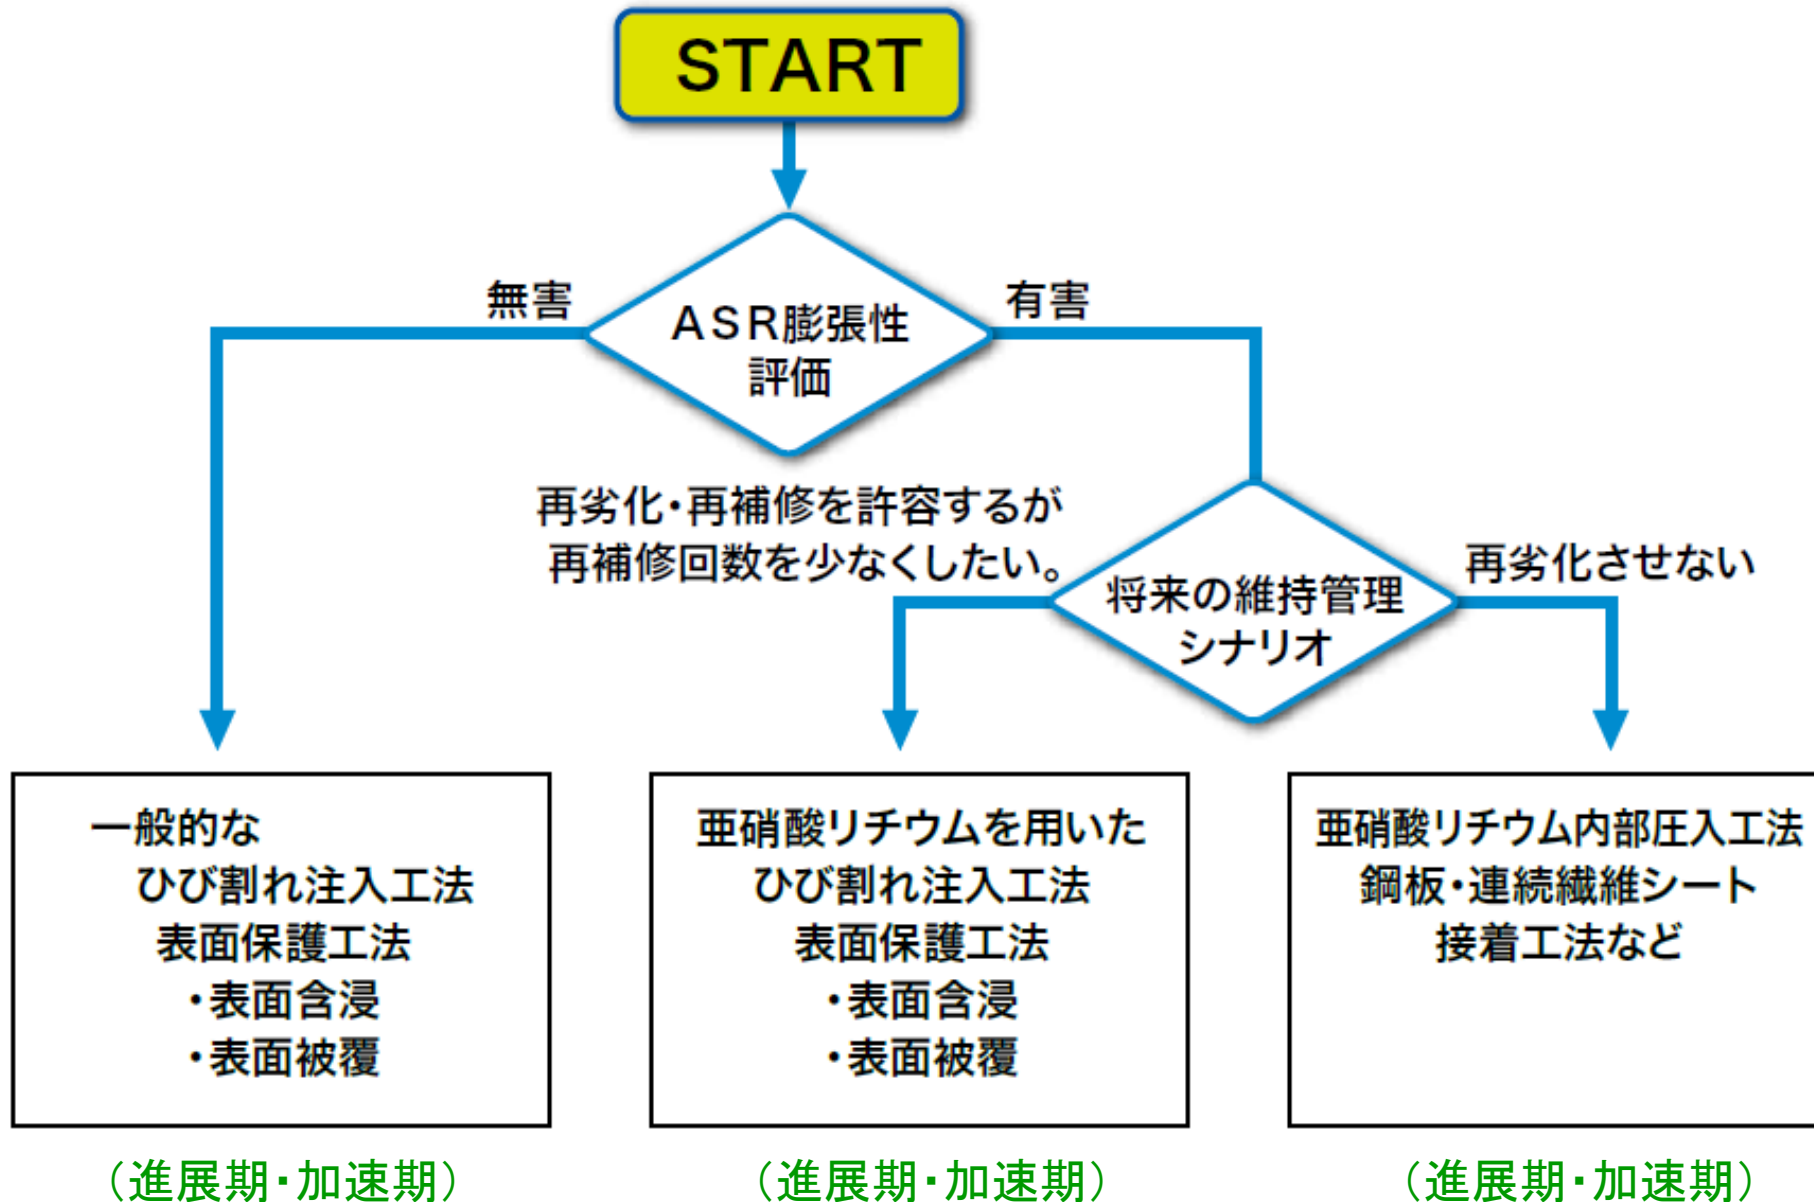 START
無害
有害
ASR膨張性
評価
再劣化・再補修を許容するが
再補修回数を少なくしたい。
再劣化させない
将来の維持管理
シナリオ
一般的な
ひび割れ注入工法
表面保護工法
・表面含浸
・表面被覆
(進展期・加速期)
亜硝酸リチウムを用いた
ひび割れ注入工法
表面保護工法
・表面含浸
・表面被覆
(進展期・加速期)
亜硝酸リチウム内部圧入工法
鋼板・連続繊維シート
接着工法など
(進展期・加速期)